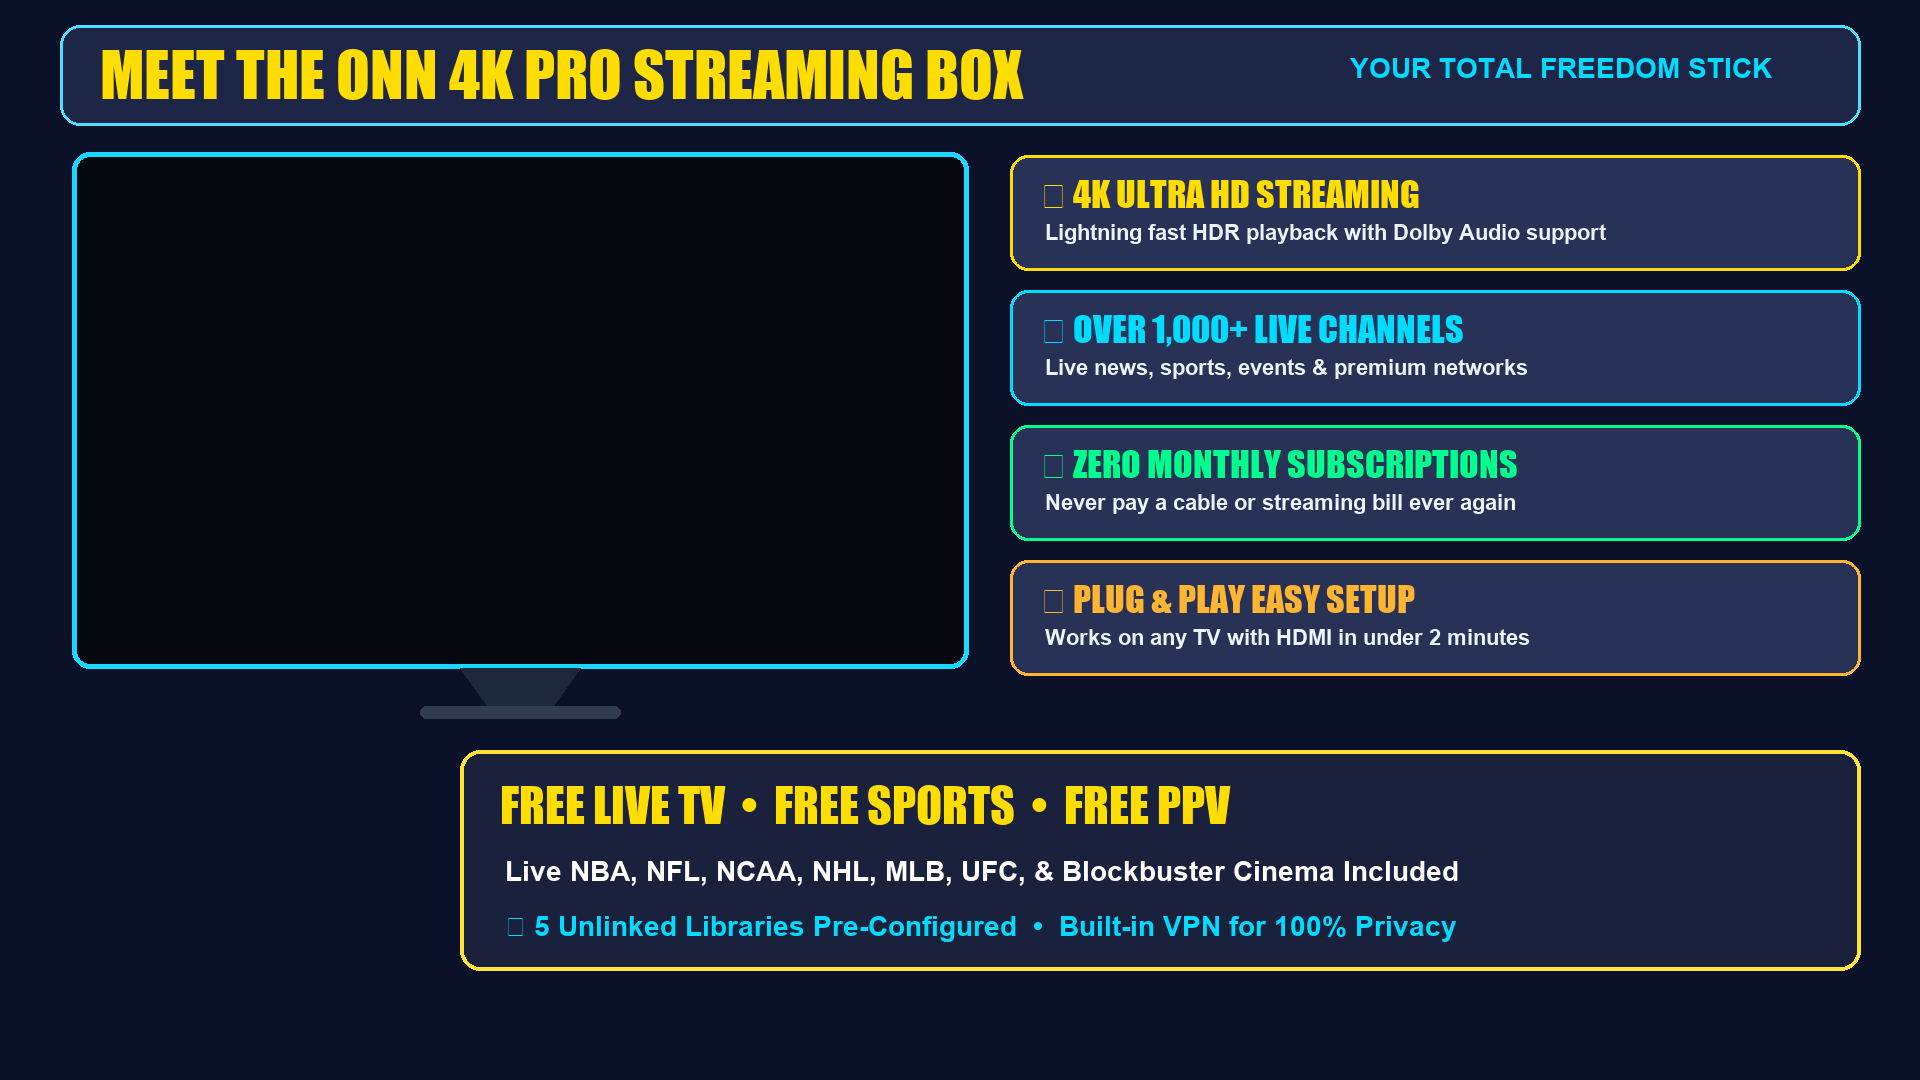 MEET THE ONN 4K PRO STREAMING BOX
YOUR TOTAL FREEDOM STICK
4K ULTRA HD STREAMING
Lightning fast HDR playback with Dolby Audio support
OVER 1,000+ LIVE CHANNELS
Live news, sports, events & premium networks
ZERO MONTHLY SUBSCRIPTIONS
Never pay a cable or streaming bill ever again
PLUG & PLAY EASY SETUP
Works on any TV with HDMI in under 2 minutes
FREE LIVE TV • FREE SPORTS • FREE PPV
Live NBA, NFL, NCAA, NHL, MLB, UFC, & Blockbuster Cinema Included
5 Unlinked Libraries Pre-Configured • Built-in VPN for 100% Privacy